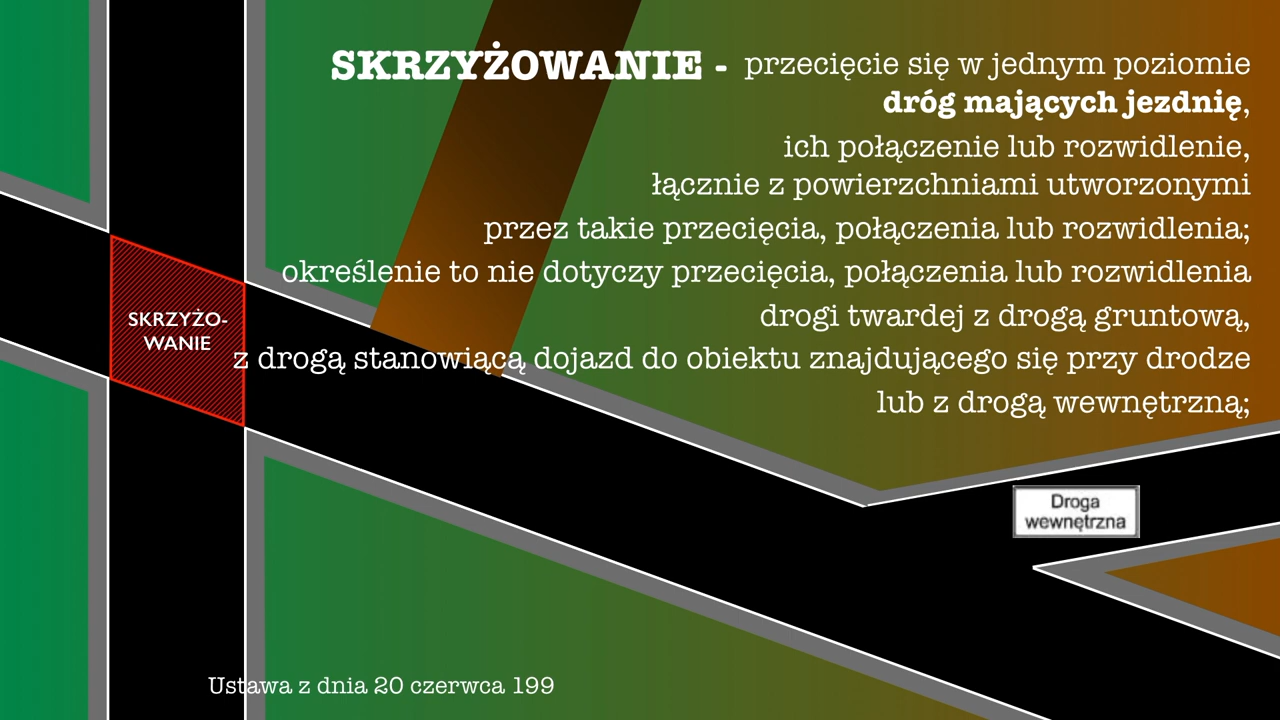 SKRZYŻOWANIE - przecięcie się w jednym poziomie
dróg mających jezdnię,
ich połączenie lub rozwidlenie,
łącznie z powierzchniami utworzonymi
przez takie przecięcia, połączenia lub rozwidlenia;
określenie to nie dotyczy przecięcia, połączenia lub rozwidlenia
drogi twardej z drogą gruntową,
z drogą stanowiącą dojazd do obiektu znajdującego się przy drodze
lub z drogą wewnętrzną;
SKRZYŻO-
WANIE
Droga
wewnętrzna
Ustawa z dnia 20 czerwca 199